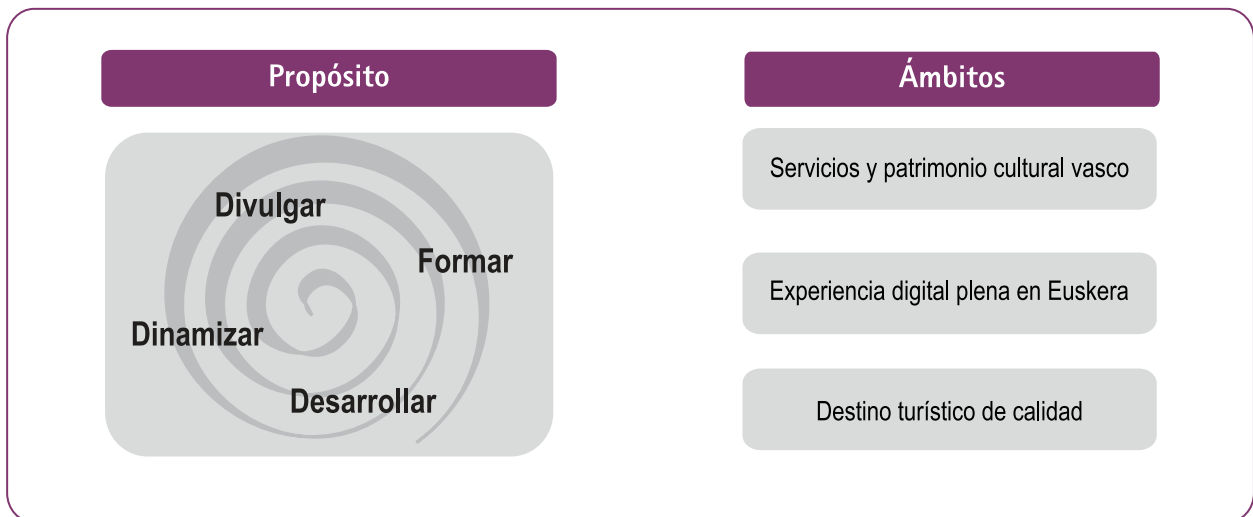 Propósito
Divulgar
Formar
Dinamizar
Desarrollar
Ámbitos
Servicios y patrimonio cultural vasco
Experiencia digital plena en Euskera
Destino turístico de calidad